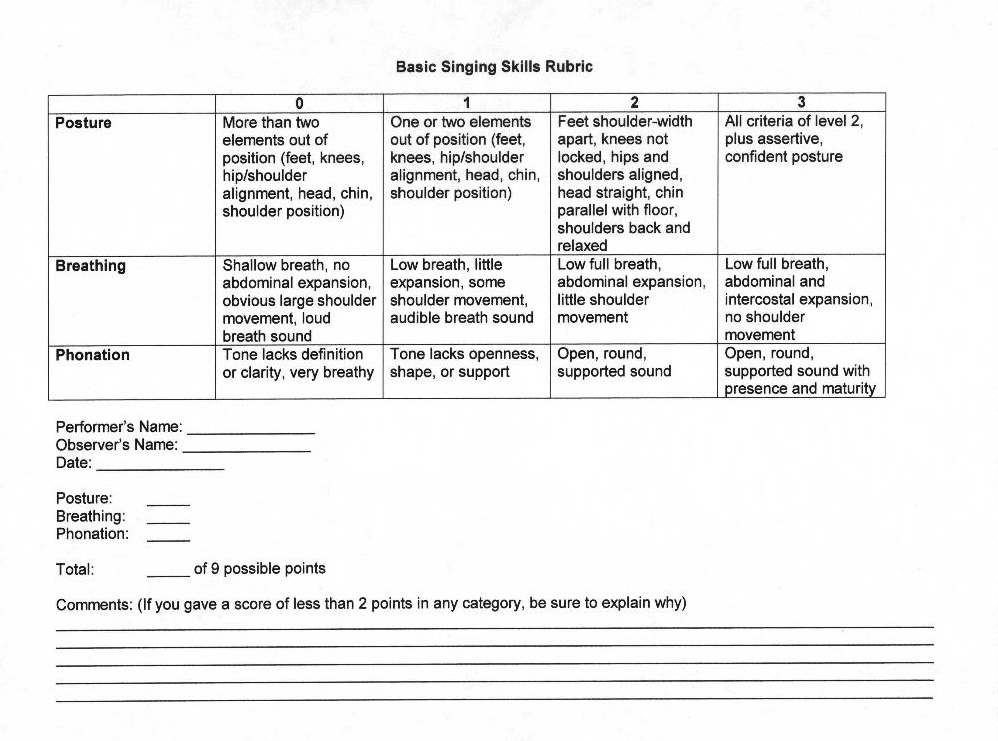 Basic Singing Skills Rubric
0 1 2 3
Posture
More than two
elements out of
position (feet, knees,
hip/shoulder
alignment, head, chin,
shoulder position)
One or two elements
out of position (feet,
knees, hip/shoulder
alignment, head, chin,
shoulder position)
Feet shoulder-width
apart, knees not
locked, hips and
shoulders aligned,
head straight, chin
parallel with floor,
shoulders back and
relaxed
All criteria of level 2,
plus assertive,
confident posture
Breathing
Shallow breath, no
abdominal expansion,
obvious large shoulder
movement, loud
breath sound
Low breath, little
expansion, some
shoulder movement,
audible breath sound
Low full breath,
abdominal expansion,
little shoulder
movement
Low full breath,
abdominal and
intercostal expansion,
no shoulder
movement
Phonation
Tone lacks definition
or clarity, very breathy
Tone lacks openness,
shape, or support
Open, round,
supported sound
Open, round,
supported sound with
presence and maturity
Performer's Name:
Observer's Name:
Date:
Posture:
Breathing:
Phonation:
Total: of 9 possible points
Comments: (If you gave a score of less than 2 points in any category, be sure to explain why)